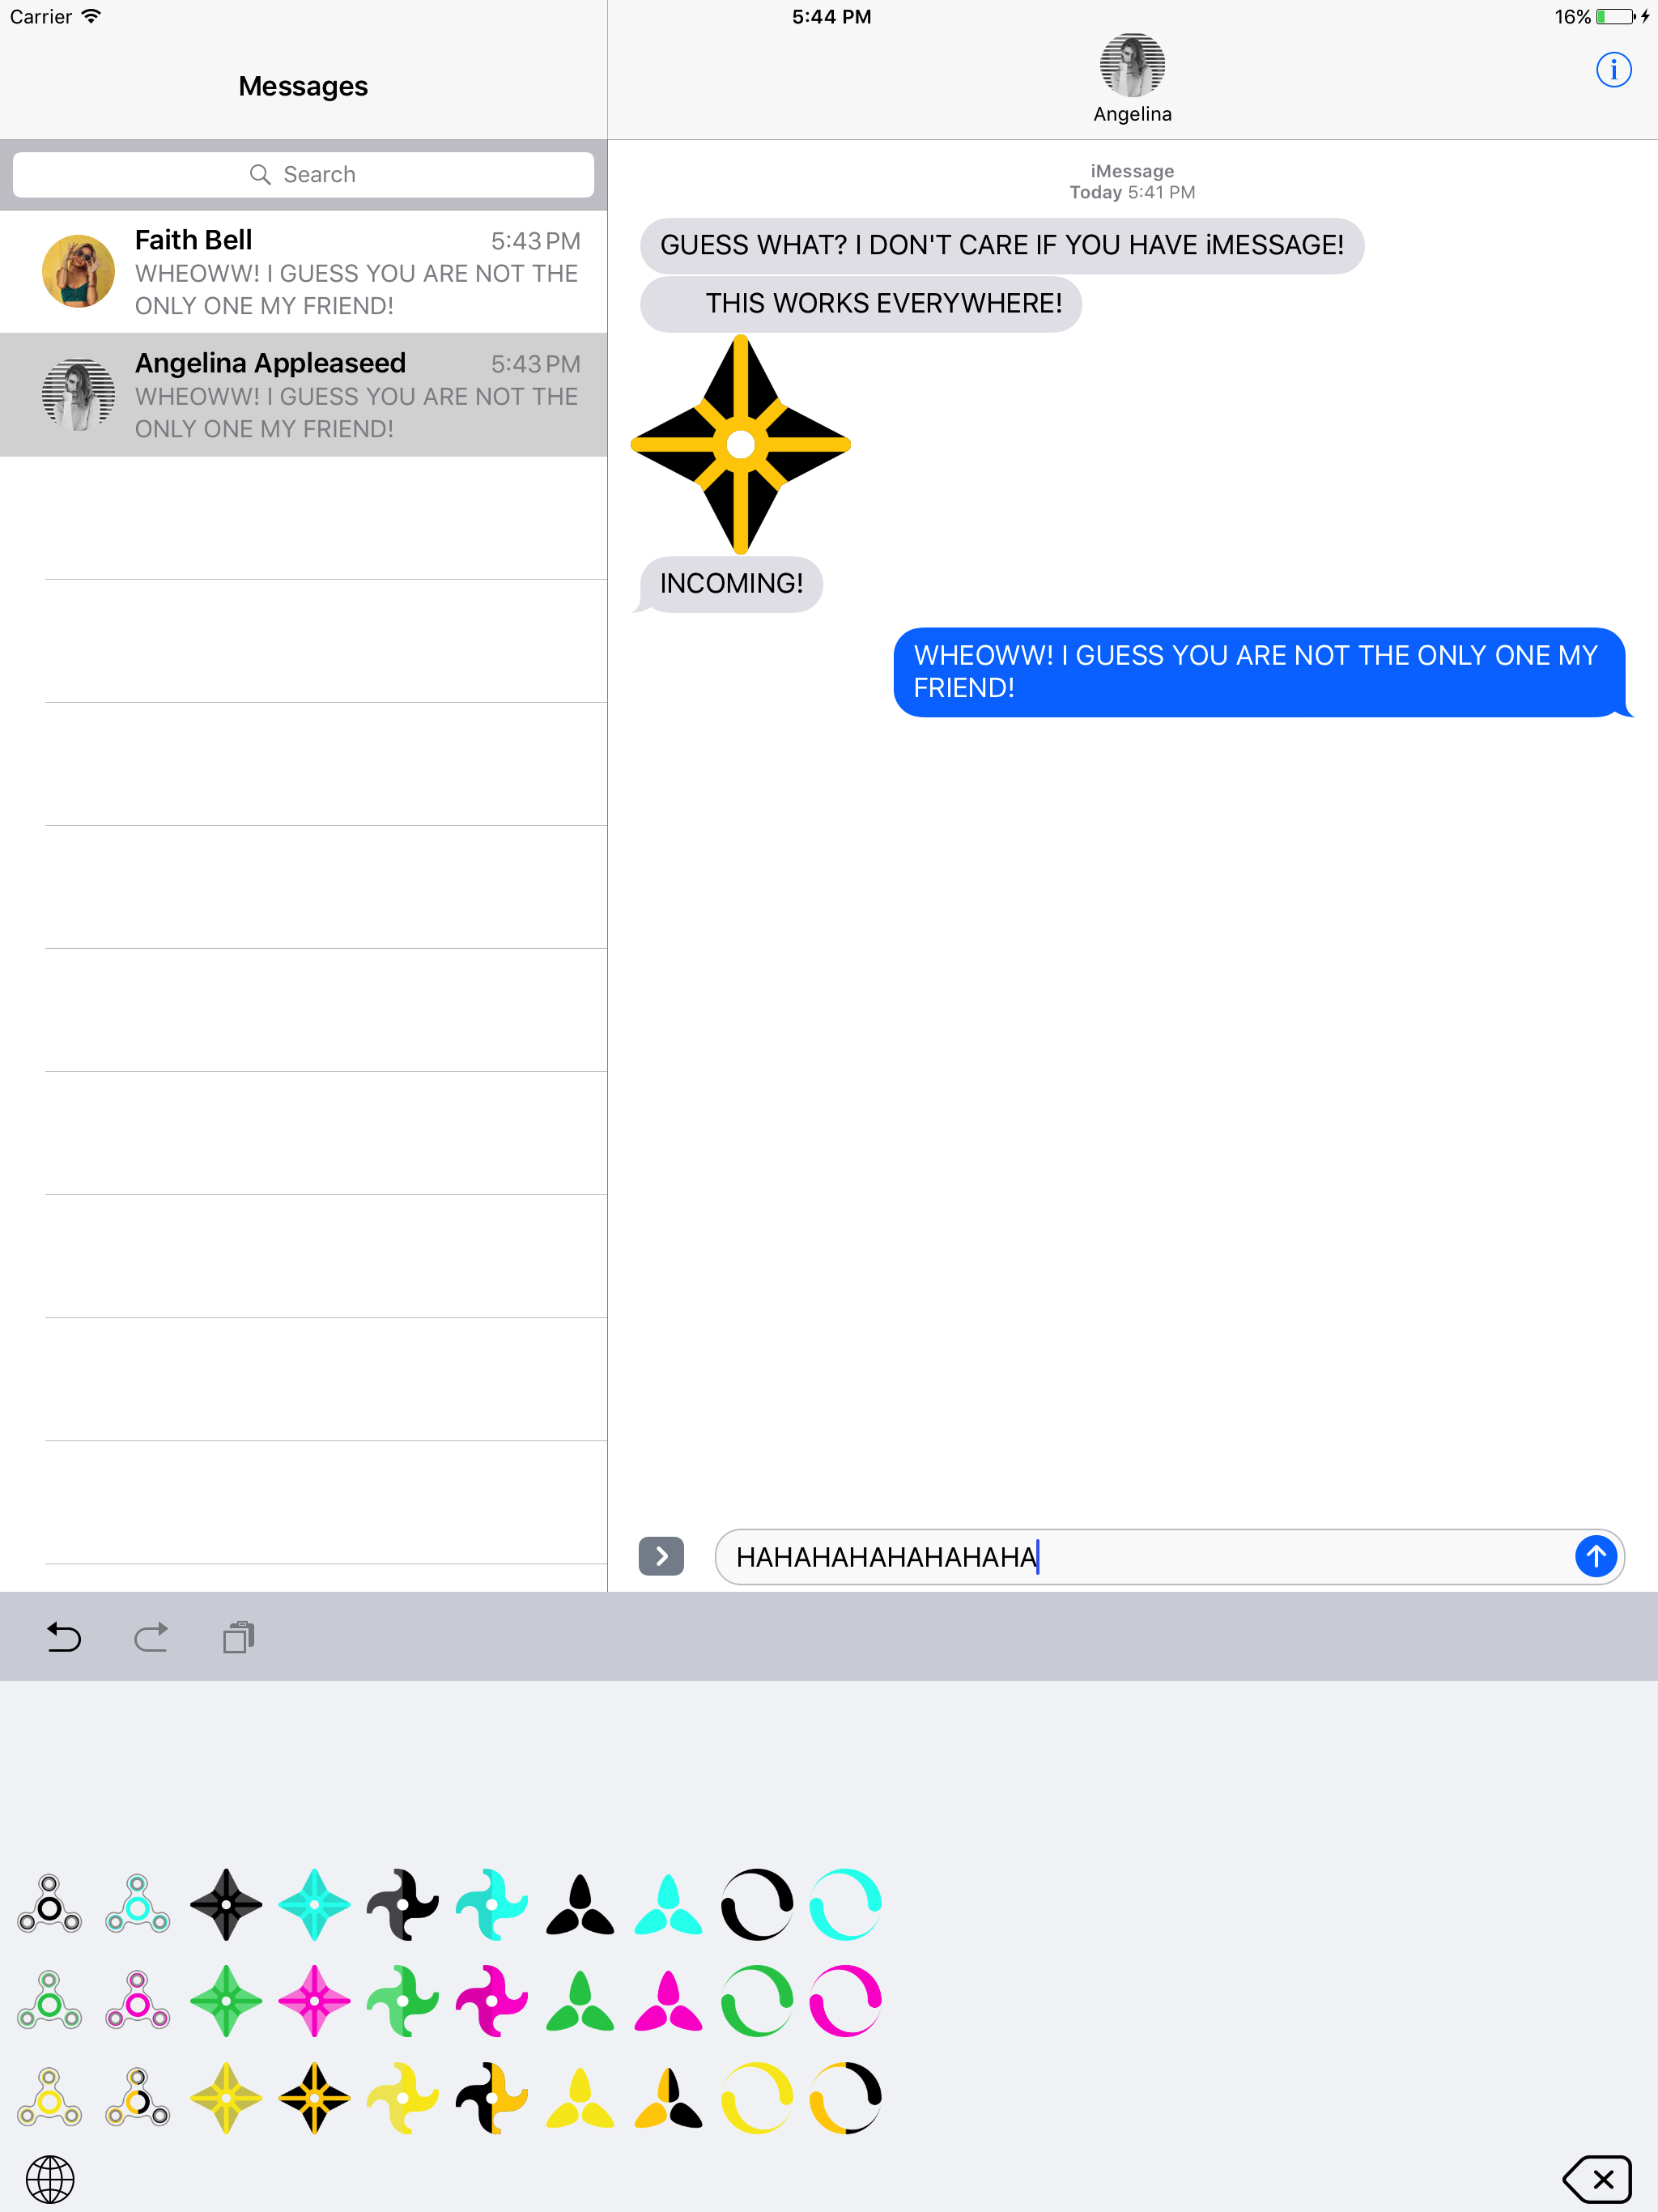 Carrier
5:44 PM
16%
Messages
Angelina
Search
Faith Bell
5:43 PM
WHEOWW! I GUESS YOU ARE NOT THE
ONLY ONE MY FRIEND!
Angelina Appleaseed
5:43 PM
WHEOWW! I GUESS YOU ARE NOT THE
ONLY ONE MY FRIEND!
iMessage
Today 5:41 PM
GUESS WHAT? I DON'T CARE IF YOU HAVE iMESSAGE!
THIS WORKS EVERYWHERE!
INCOMING!
WHEOWW! I GUESS YOU ARE NOT THE ONLY ONE MY
FRIEND!
HAHAHAHAHAHAHAHA